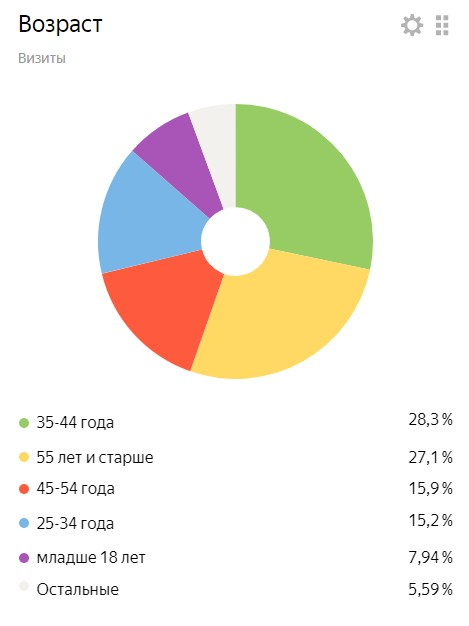 Возраст
Визиты
35-44 года 28,3 %
55 лет и старше 27,1 %
45-54 года 15,9 %
25-34 года 15,2 %
младше 18 лет 7,94 %
Остальные 5,59 %